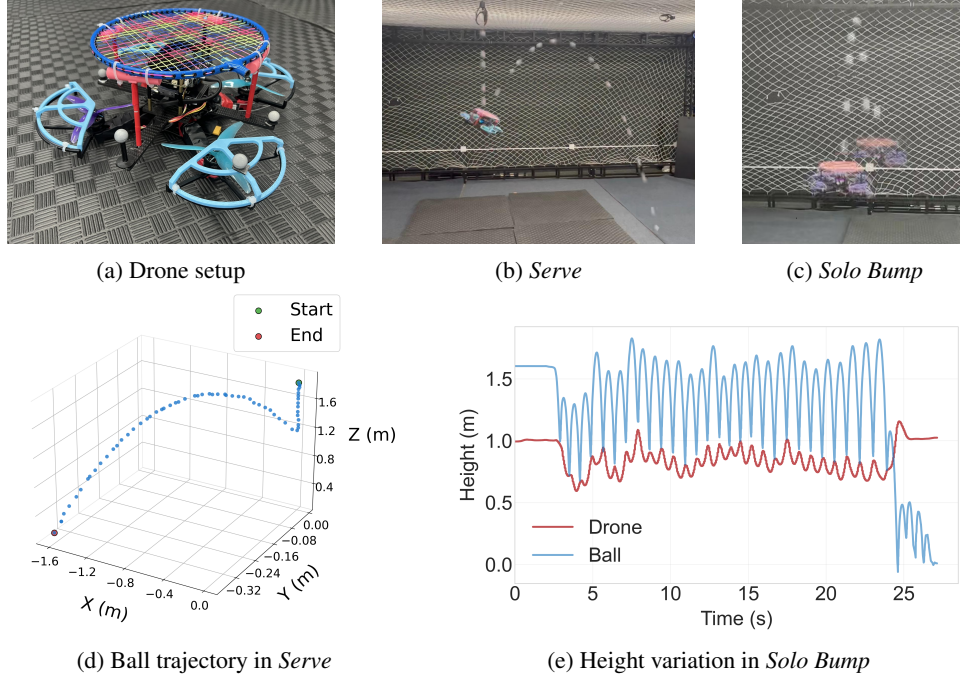 (a) Drone setup
(b) Serve
(c) Solo Bump
Start
End
1.6
1.2
Z (m)
0.8
0.4
0.00
−0.08
−0.16
−0.24
−0.32
Y (m)
−1.6
−1.2
−0.8
−0.4
0.0
X (m)
(d) Ball trajectory in Serve
Height (m)
1.5
1.0
0.5
0.0
Drone
Ball
0
5
10
15
20
25
Time (s)
(e) Height variation in Solo Bump